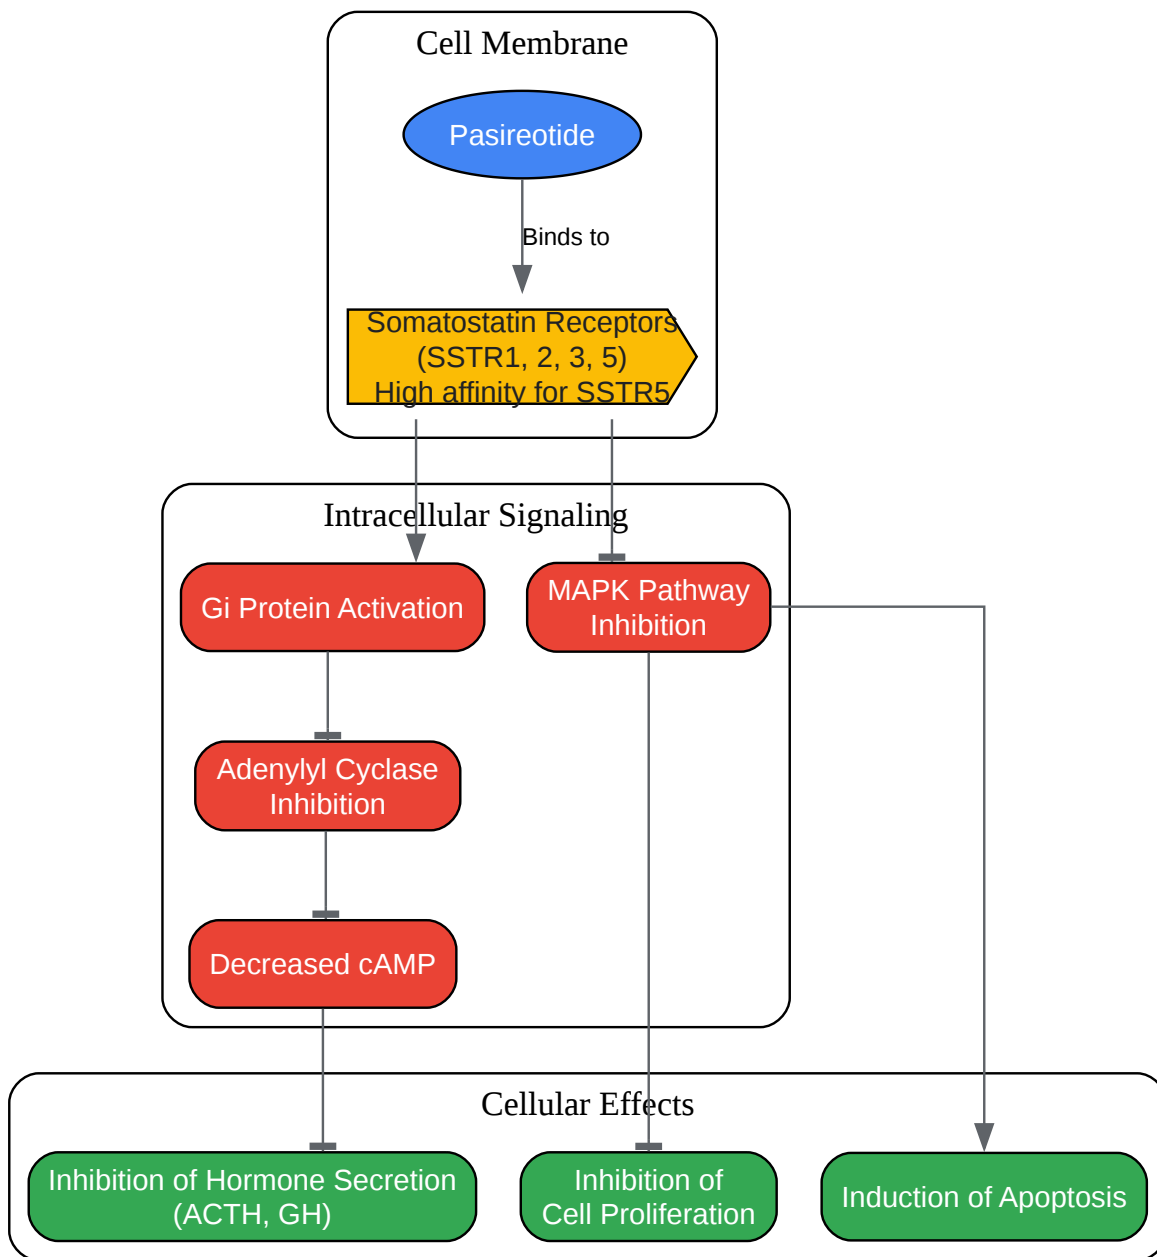 Cell Membrane
Pasireotide
Binds to
Somatostatin Receptors
(SSTR1, 2, 3, 5)
High affinity for SSTR5
Intracellular Signaling
Gi Protein Activation
MAPK Pathway
Inhibition
Adenylyl Cyclase
Inhibition
Decreased cAMP
Cellular Effects
Inhibition of Hormone Secretion
(ACTH, GH)
Inhibition of
Cell Proliferation
Induction of Apoptosis